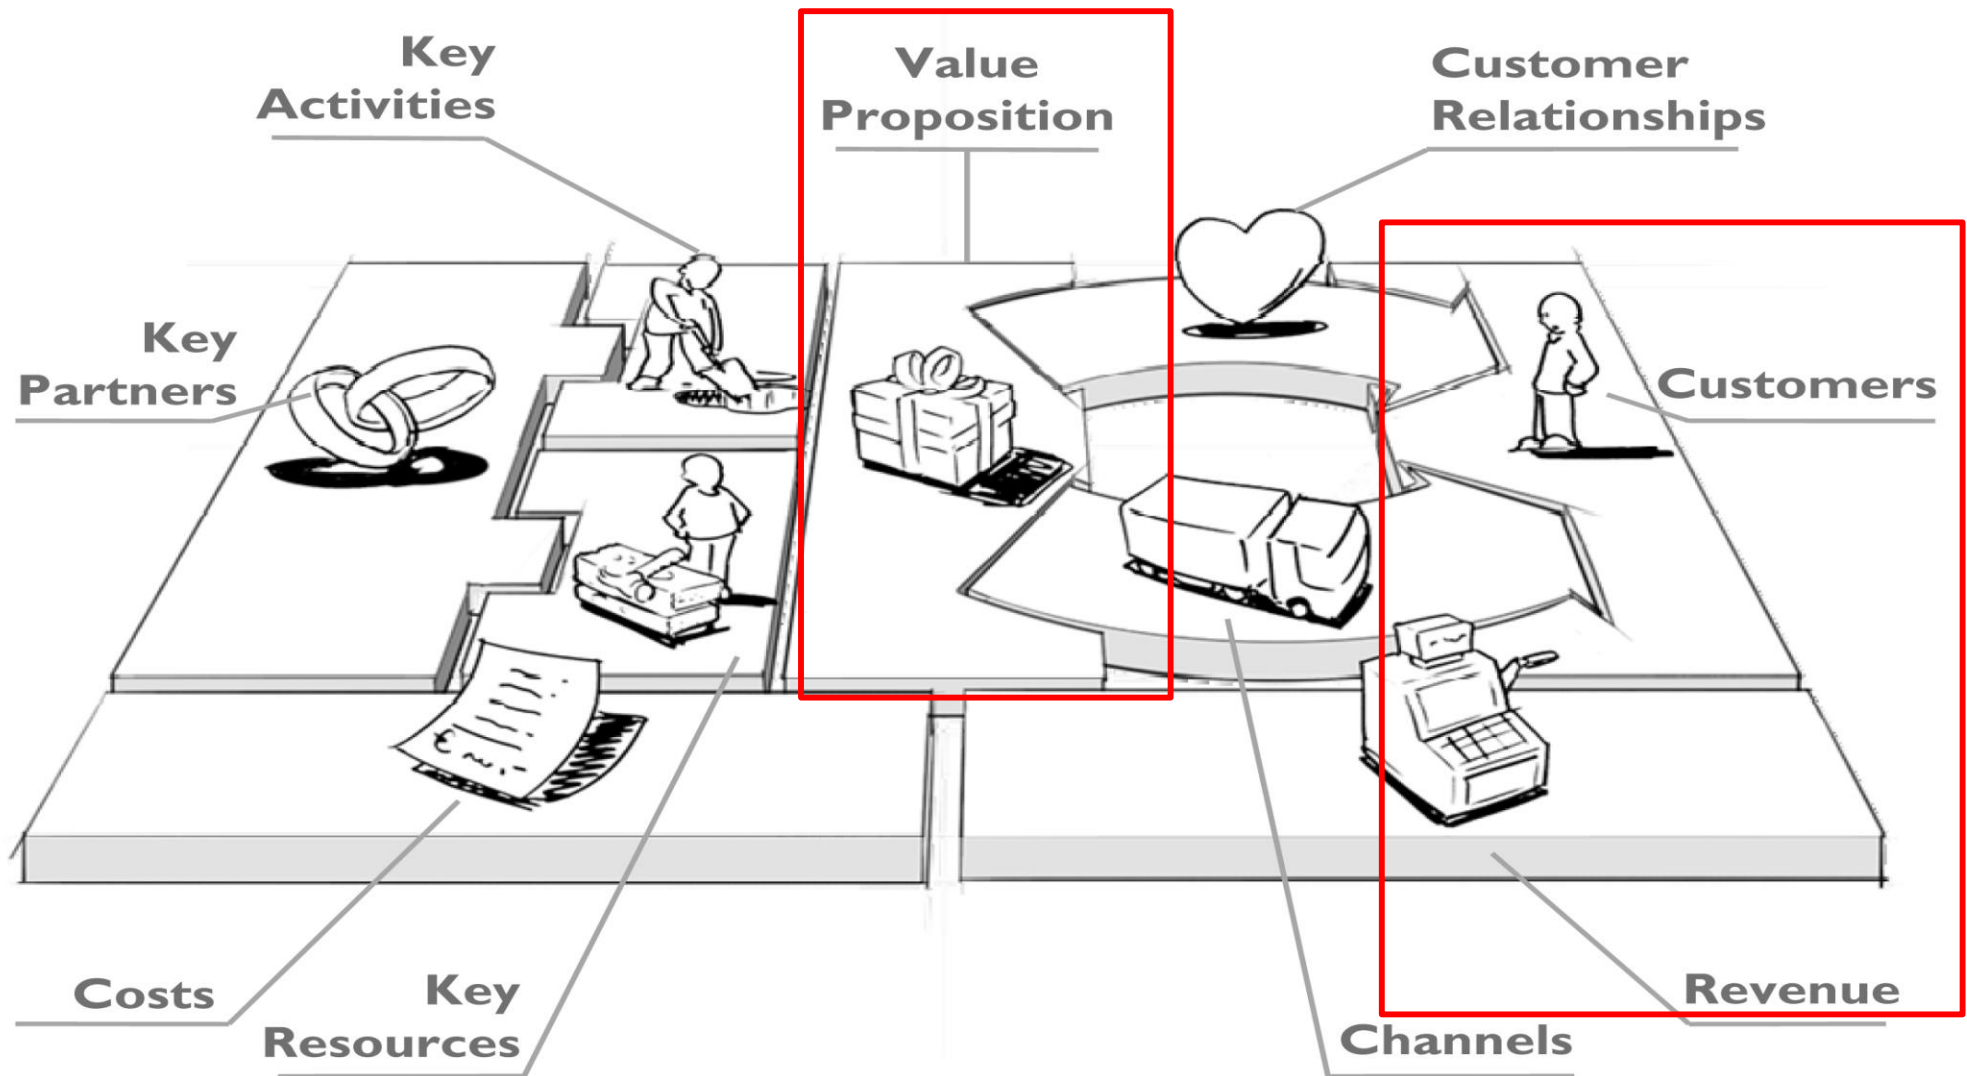 Key
Activities
Value
Proposition
Customer
Relationships
Key
Partners
Customers
Costs
Key
Resources
Channels
Revenue